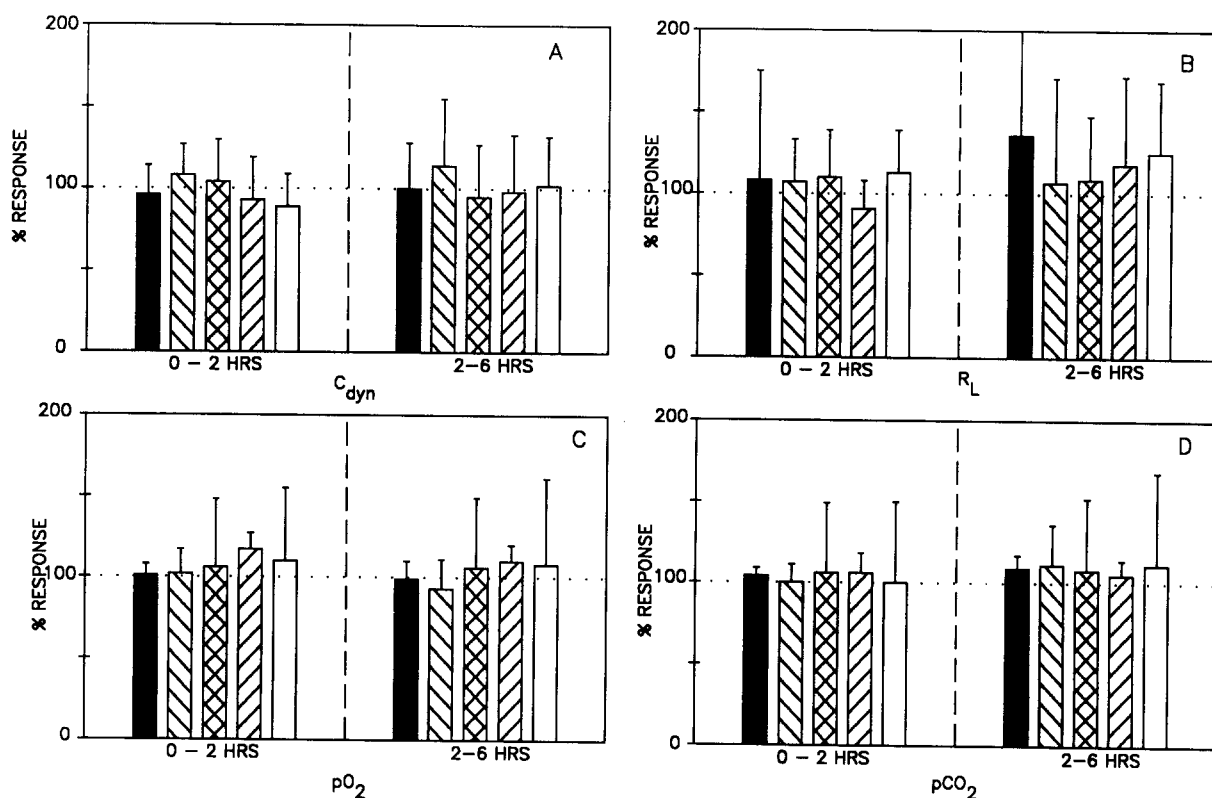 200
A
% RESPONSE
100
0
0 – 2 HRS
2–6 HRS
Cdyn
200
B
% RESPONSE
100
0
0 – 2 HRS
2–6 HRS
RL
200
C
% RESPONSE
100
0
0 – 2 HRS
2–6 HRS
pO2
200
D
% RESPONSE
100
0
0 – 2 HRS
2–6 HRS
pCO2